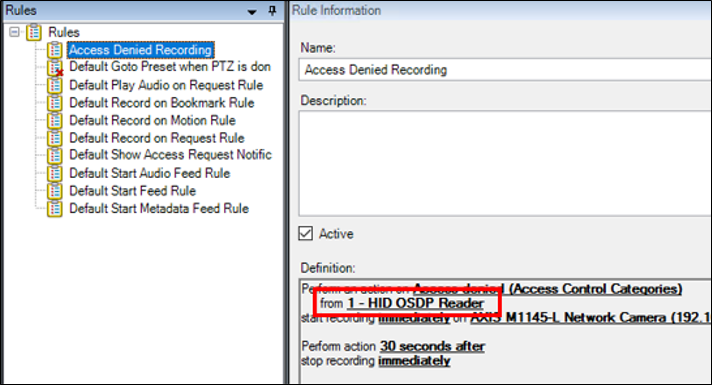 Rules
Rules
Access Denied Recording
Default Goto Preset when PTZ is don
Default Play Audio on Request Rule
Default Record on Bookmark Rule
Default Record on Motion Rule
Default Record on Request Rule
Default Show Access Request Notific
Default Start Audio Feed Rule
Default Start Feed Rule
Default Start Metadata Feed Rule
Rule Information
Name:
Access Denied Recording
Description:
Active
Definition:
Perform an action on Access denied (Access Control Categories)
from 1 - HID OSDP Reader
start recording immediately on AXIS M1145-L Network Camera (192.1
Perform action 30 seconds after
stop recording immediately